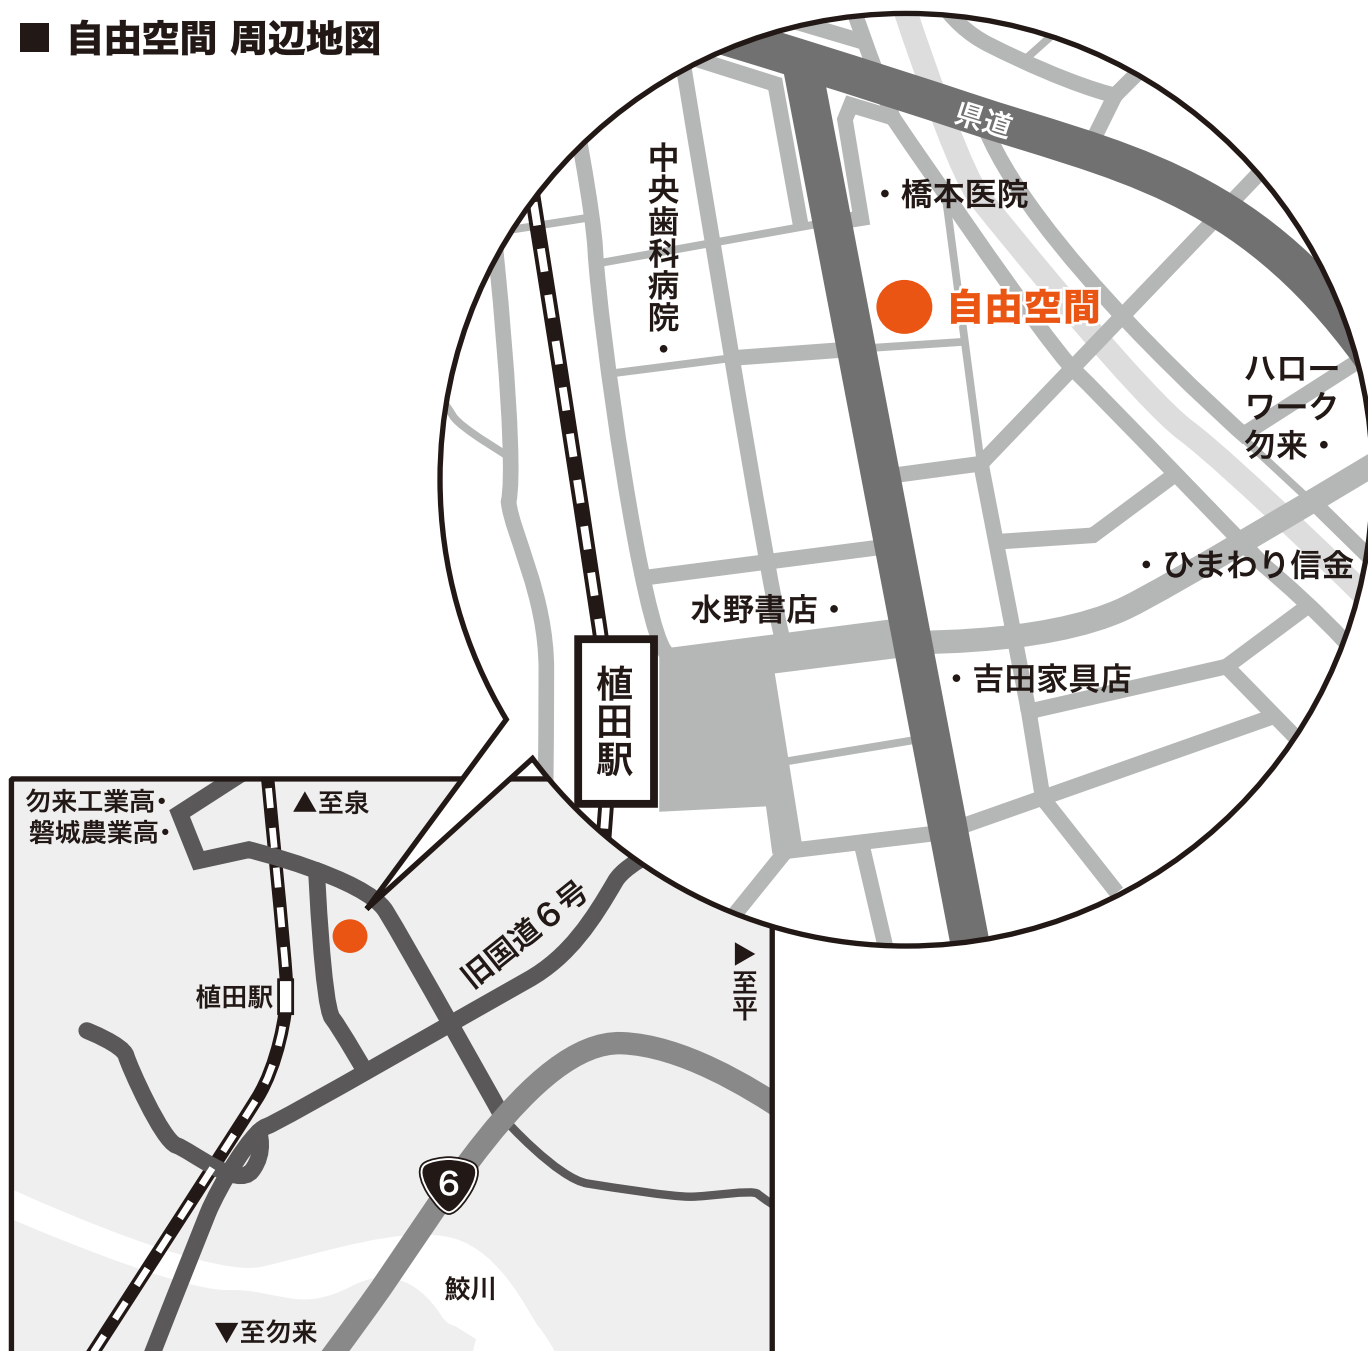 ■ 自由空間 周辺地図
県道
中央歯科病院・
・橋本医院
自由空間
ハロー
ワーク
勿来・
・ひまわり信金
水野書店・
・吉田家具店
植田駅
勿来工業高・
磐城農業高・
▲至泉
旧国道6号
▶至平
植田駅
6
鮫川
▼至勿来